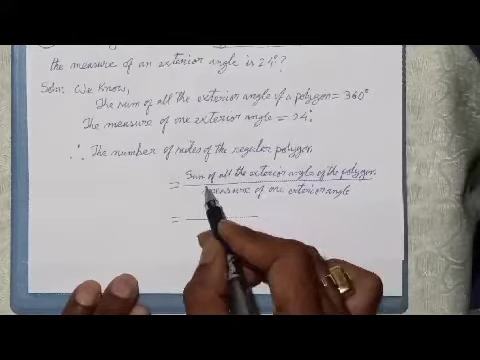 the measure of an exterior angle is 24°?
Soln: We Know,
The sum of all the exterior angle of a polygon = 360°
The measure of one exterior angle = 24°.
∴ The number of sides of the regular polygon
= Sum of all the exterior angle of the polygon
measure of one exterior angle
=